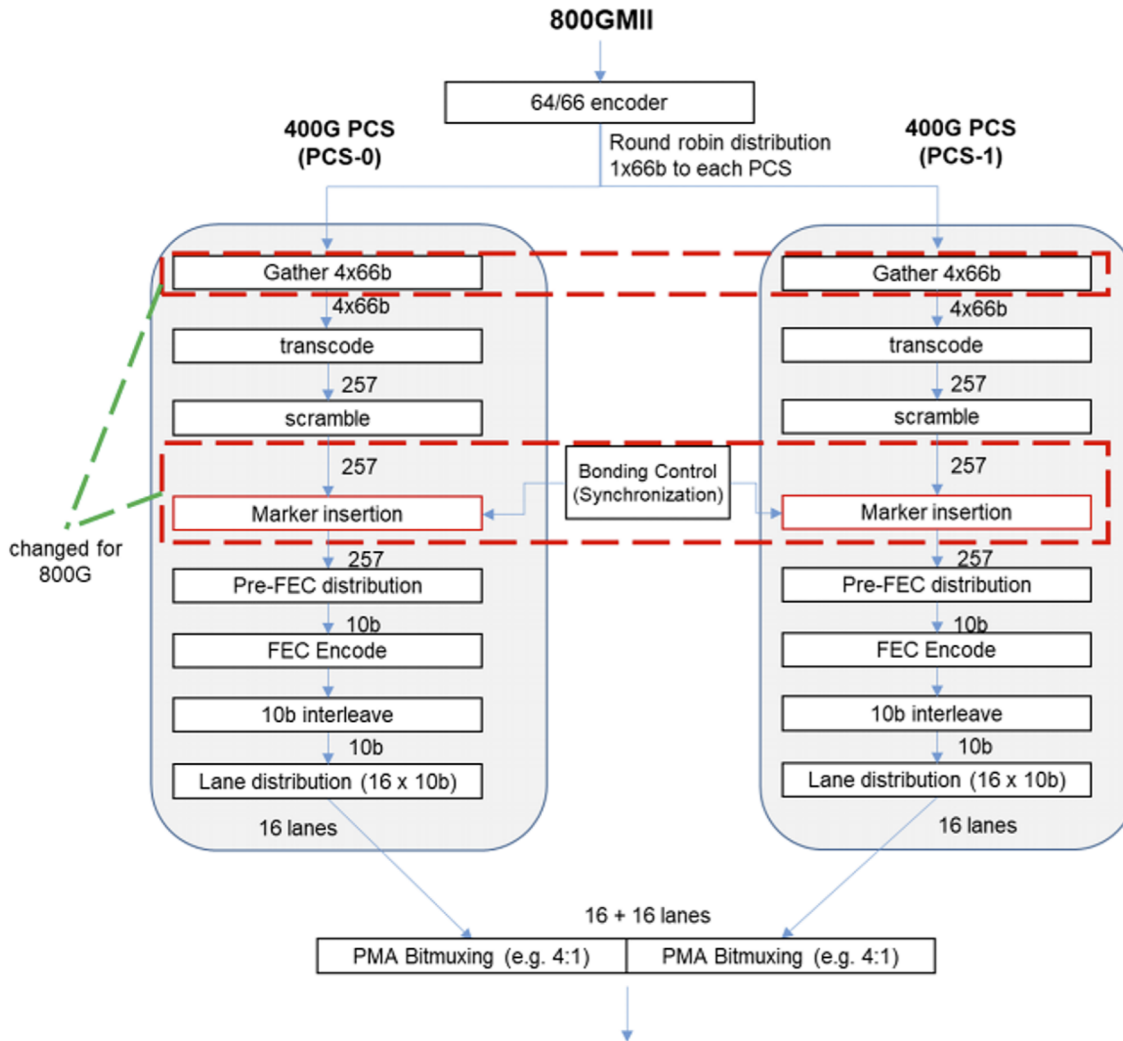 800GMII
64/66 encoder
400G PCS
(PCS-0)
Round robin distribution
1x66b to each PCS
400G PCS
(PCS-1)
Gather 4x66b
4x66b
transcode
257
scramble
257
Marker insertion
257
Pre-FEC distribution
10b
FEC Encode
10b interleave
10b
Lane distribution (16 x 10b)
16 lanes
changed for
800G
Bonding Control
(Synchronization)
Gather 4x66b
4x66b
transcode
257
scramble
257
Marker insertion
257
Pre-FEC distribution
10b
FEC Encode
10b interleave
10b
Lane distribution (16 x 10b)
16 lanes
16 + 16 lanes
PMA Bitmuxing (e.g. 4:1)
PMA Bitmuxing (e.g. 4:1)